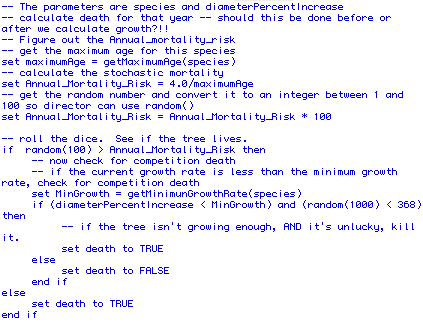 -- The parameters are species and diameterPercentIncrease
-- calculate death for that year -- should this be done before or
after we calculate growth?!!
-- Figure out the Annual_mortality_risk
-- get the maximum age for this species
set maximumAge = getMaximumAge(species)
-- calculate the stochastic mortality
set Annual_Mortality_Risk = 4.0/maximumAge
-- get the random number and convert it to an integer between 1 and
100 so director can use random()
set Annual_Mortality_Risk = Annual_Mortality_Risk * 100

-- roll the dice.  See if the tree lives.
if  random(100) > Annual_Mortality_Risk then
     -- now check for competition death
     -- if the current growth rate is less than the minimum growth
rate, check for competition death
     set MinGrowth = getMinimunGrowthRate(species)
     if (diameterPercentIncrease < MinGrowth) and (random(1000) < 368)
then
          -- if the tree isn't growing enough, AND it's unlucky, kill
it.
          set death to TRUE
     else
          set death to FALSE
     end if
else
     set death to TRUE
end if